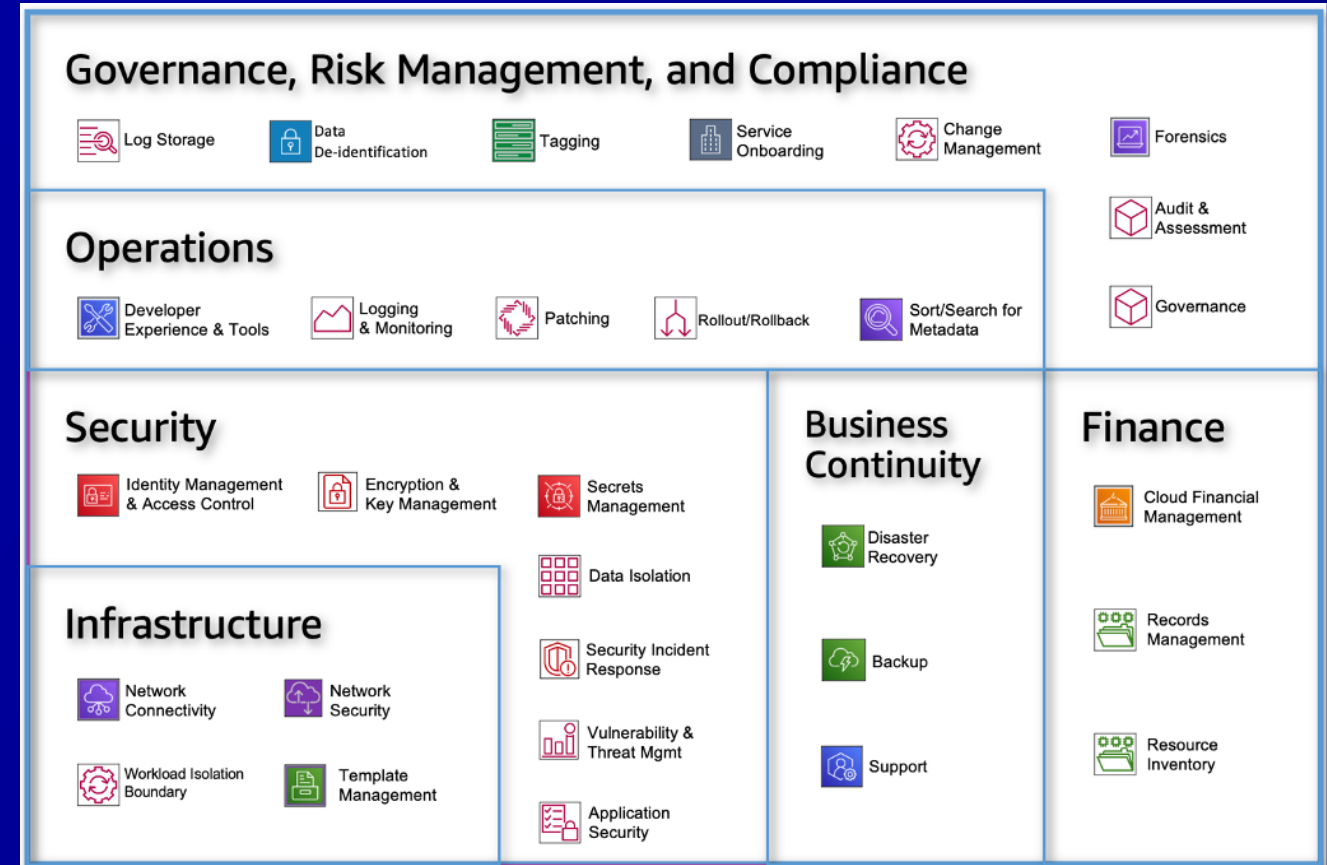 Governance, Risk Management, and Compliance
Log Storage
Data
De-identification
Tagging
Service
Onboarding
Change
Management
Forensics
Audit &
Assessment
Governance
Operations
Developer
Experience & Tools
Logging
& Monitoring
Patching
Rollout/Rollback
Sort/Search for
Metadata
Security
Identity Management
& Access Control
Encryption &
Key Management
Secrets
Management
Data Isolation
Security Incident
Response
Vulnerability &
Threat Mgmt
Application
Security
Infrastructure
Network
Connectivity
Network
Security
Workload Isolation
Boundary
Template
Management
Business
Continuity
Disaster
Recovery
Backup
Support
Finance
Cloud Financial
Management
Records
Management
Resource
Inventory